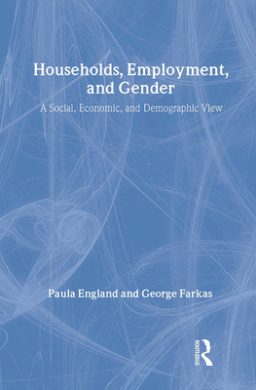 Households, Employment,
and Gender
A Social, Economic, and Demographic View
Paula England and George Farkas